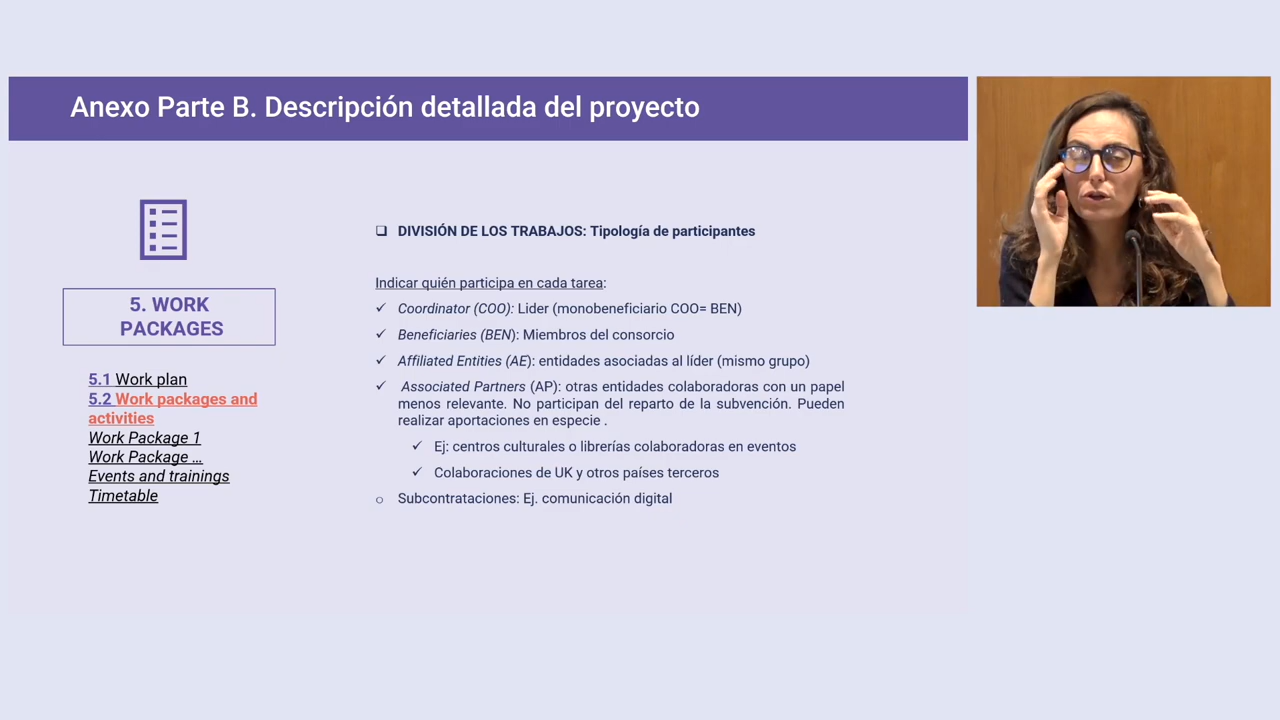 Anexo Parte B. Descripción detallada del proyecto
5. WORK
PACKAGES
5.1 Work plan
5.2 Work packages and
activities
Work Package 1
Work Package ...
Events and trainings
Timetable
DIVISIÓN DE LOS TRABAJOS: Tipología de participantes
Indicar quién participa en cada tarea:
Coordinator (COO): Lider (monobeneficiario COO= BEN)
Beneficiaries (BEN): Miembros del consorcio
Affiliated Entities (AE): entidades asociadas al líder (mismo grupo)
Associated Partners (AP): otras entidades colaboradoras con un papel
menos relevante. No participan del reparto de la subvención. Pueden
realizar aportaciones en especie .
Ej: centros culturales o librerías colaboradoras en eventos
Colaboraciones de UK y otros países terceros
Subcontrataciones: Ej. comunicación digital